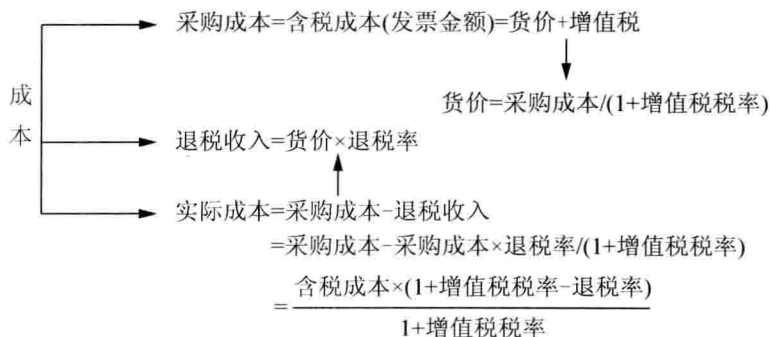 采购成本=含税成本(发票金额)=货价+增值税
货价=采购成本/(1+增值税税率)
成
本
退税收入=货价×退税率
实际成本=采购成本-退税收入
=采购成本-采购成本×退税率/(1+增值税税率)
=含税成本×(1+增值税税率-退税率)
1+增值税税率